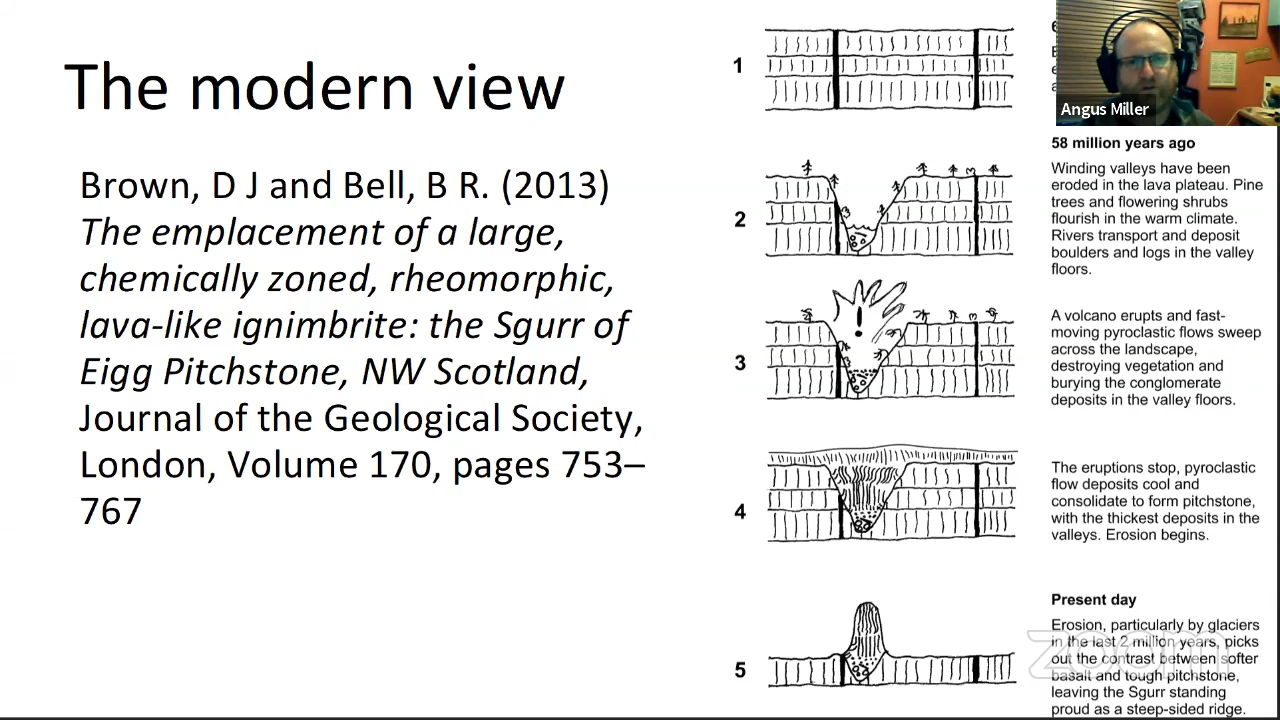 The modern view
Brown, D J and Bell, B R. (2013)
The emplacement of a large,
chemically zoned, rheomorphic,
lava-like ignimbrite: the Sgurr of
Eigg Pitchstone, NW Scotland,
Journal of the Geological Society,
London, Volume 170, pages 753–
767
1
2
3
4
5
Angus Miller
58 million years ago
Winding valleys have been
eroded in the lava plateau. Pine
trees and flowering shrubs
flourish in the warm climate.
Rivers transport and deposit
boulders and logs in the valley
floors.
A volcano erupts and fast-
moving pyroclastic flows sweep
across the landscape,
destroying vegetation and
burying the conglomerate
deposits in the valley floors.
The eruptions stop, pyroclastic
flow deposits cool and
consolidate to form pitchstone,
with the thickest deposits in the
valleys. Erosion begins.
Present day
Erosion, particularly by glaciers
in the last 2 million years, picks
out the contrast between softer
basalt and tough pitchstone,
leaving the Sgurr standing
proud as a steep-sided ridge.
zoom